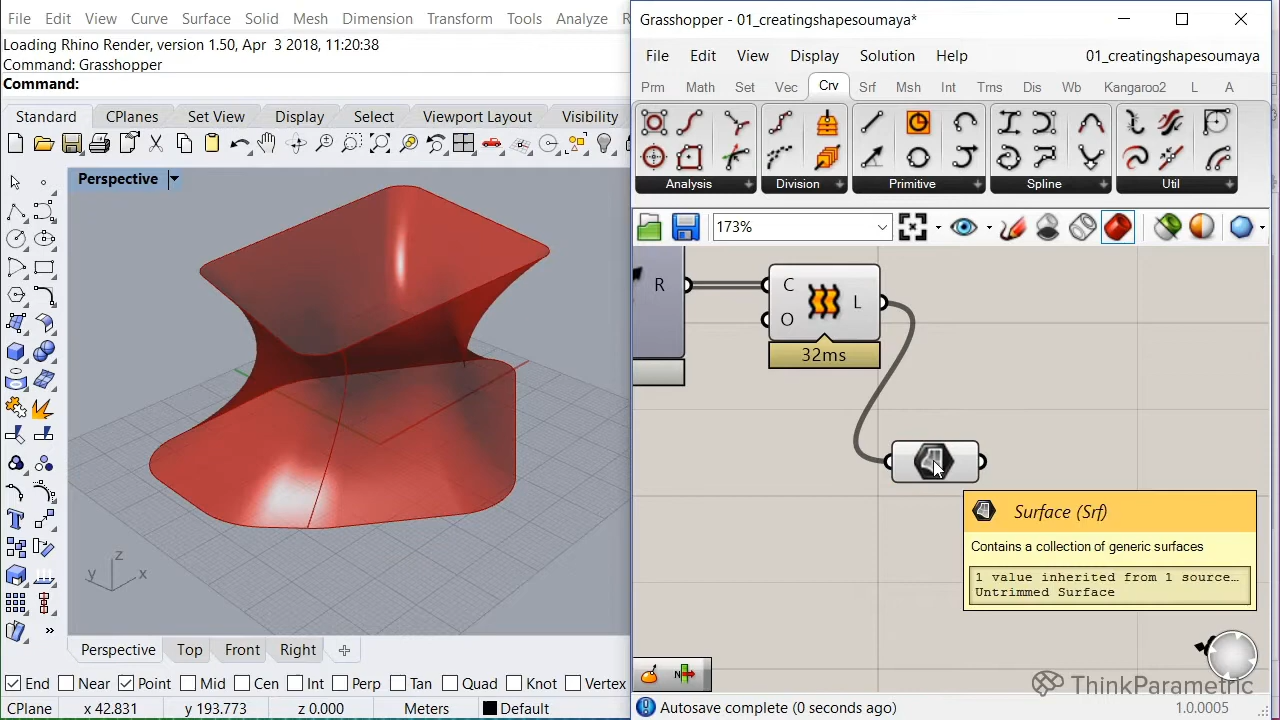 File Edit View Curve Surface Solid Mesh Dimension Transform Tools Analyze R
Loading Rhino Render, version 1.50, Apr 3 2018, 11:20:38
Command: Grasshopper
Command:
Standard CPlanes Set View Display Select Viewport Layout Visibility
Perspective
z
y x
Perspective Top Front Right
End Near Point Mid Cen Int Perp Tan Quad Knot Vertex
CPlane x 42.831 y 193.773 z 0.000 Meters Default
Grasshopper - 01_creatingshapesoumaya*
File Edit View Display Solution Help 01_creatingshapesoumaya
Prm Math Set Vec Crv Srf Msh Int Trns Dis Wb Kangaroo2 L A
Analysis Division Primitive Spline Util
173%
R C L
O
32ms
Surface (Srf)
Contains a collection of generic surfaces
1 value inherited from 1 source…
Untrimmed Surface
N
ThinkParametric
Autosave complete (0 seconds ago) 1.0.0005